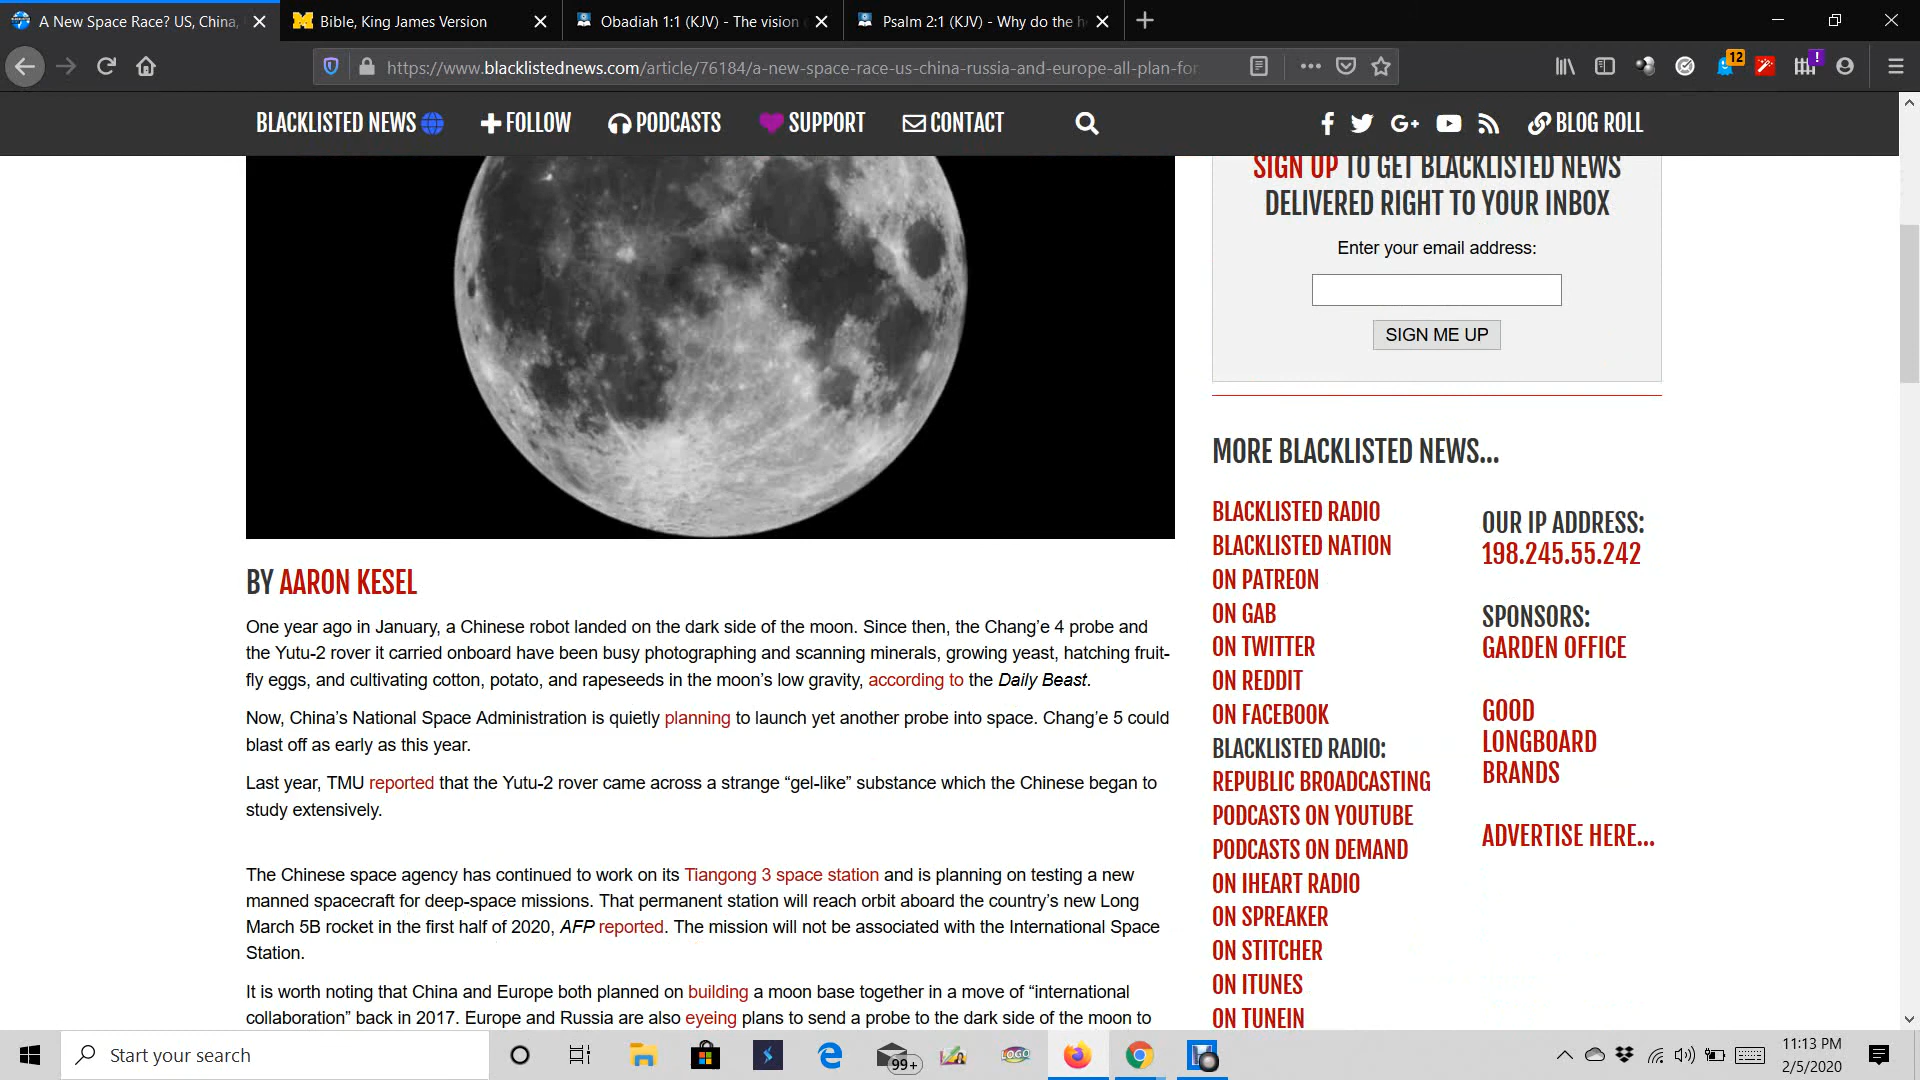 A New Space Race? US, China,
Bible, King James Version
Obadiah 1:1 (KJV) - The vision
Psalm 2:1 (KJV) - Why do the h
https://www.blacklistednews.com/article/76184/a-new-space-race-us-china-russia-and-europe-all-plan-for
12
!
BLACKLISTED NEWS
FOLLOW
PODCASTS
SUPPORT
CONTACT
G+
BLOG ROLL
SIGN UP TO GET BLACKLISTED NEWS
DELIVERED RIGHT TO YOUR INBOX
Enter your email address:
SIGN ME UP
BY AARON KESEL
One year ago in January, a Chinese robot landed on the dark side of the moon. Since then, the Chang’e 4 probe and
the Yutu-2 rover it carried onboard have been busy photographing and scanning minerals, growing yeast, hatching fruit-
fly eggs, and cultivating cotton, potato, and rapeseeds in the moon’s low gravity, according to the Daily Beast.
Now, China’s National Space Administration is quietly planning to launch yet another probe into space. Chang’e 5 could
blast off as early as this year.
Last year, TMU reported that the Yutu-2 rover came across a strange “gel-like” substance which the Chinese began to
study extensively.
The Chinese space agency has continued to work on its Tiangong 3 space station and is planning on testing a new
manned spacecraft for deep-space missions. That permanent station will reach orbit aboard the country’s new Long
March 5B rocket in the first half of 2020, AFP reported. The mission will not be associated with the International Space
Station.
It is worth noting that China and Europe both planned on building a moon base together in a move of “international
collaboration” back in 2017. Europe and Russia are also eyeing plans to send a probe to the dark side of the moon to
MORE BLACKLISTED NEWS...
BLACKLISTED RADIO
BLACKLISTED NATION
ON PATREON
ON GAB
ON TWITTER
ON REDDIT
ON FACEBOOK
BLACKLISTED RADIO:
REPUBLIC BROADCASTING
PODCASTS ON YOUTUBE
PODCASTS ON DEMAND
ON IHEART RADIO
ON SPREAKER
ON STITCHER
ON ITUNES
ON TUNEIN
OUR IP ADDRESS:
198.245.55.242
SPONSORS:
GARDEN OFFICE
GOOD
LONGBOARD
BRANDS
ADVERTISE HERE...
Start your search
99+
LOGO
11:13 PM
2/5/2020